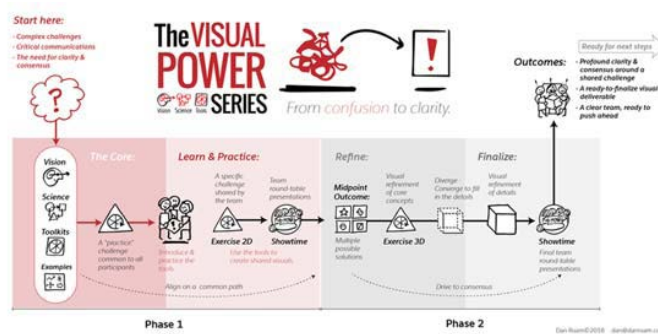 Start here:
- Complex challenges
- Critical communications
- The need for clarity &
consensus
?
The VISUAL
POWER
SERIES
Vision
Science
Tools
!
From confusion to clarity.
Ready for next steps
Outcomes:
- Profound clarity &
consensus around a
shared challenge
- A ready-to-finalize visual
deliverable
- A clear team, ready to
push ahead
Vision
Science
Toolkits
Examples
The Core:
A "practice"
challenge
common to all
participants
Learn & Practice:
Introduce &
practice the
tools
A specific
challenge
shared by
the team
Exercise 2D
Use the tools to
create shared visuals
Team
round-table
presentations
Showtime
Align on a common path
Refine:
Midpoint
Outcome:
Multiple
possible
solutions
Visual
refinement
of core
concepts
Exercise 3D
Diverge
Converge to fill
in the details
Finalize:
Visual
refinement
of details
Showtime
Final team
round-table
presentations
Drive to consensus
Phase 1
Phase 2
Dan Roam©2018